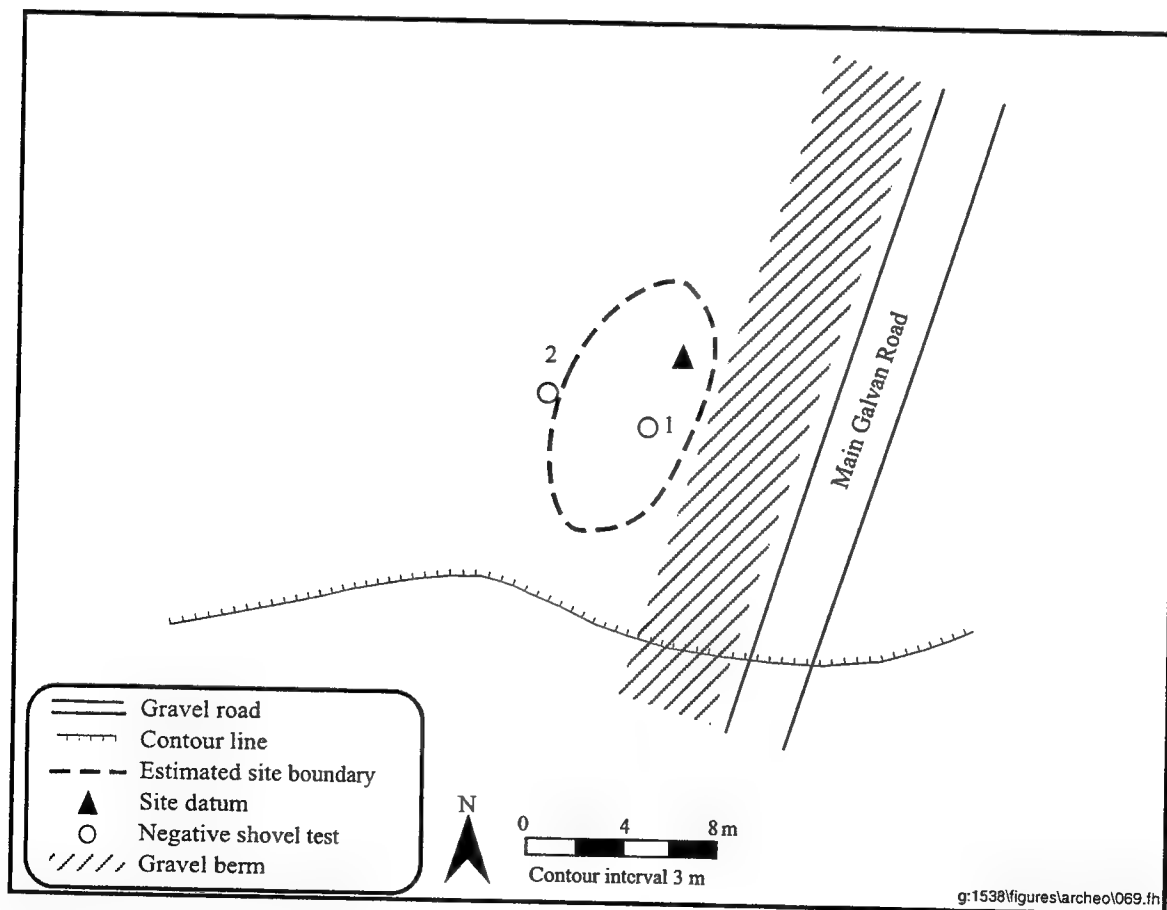 2
1
Main Galvan Road
Gravel road
Contour line
Estimated site boundary
Site datum
Negative shovel test
Gravel berm
N
0 4 8 m
Contour interval 3 m
g:1538\figures\archeo\069.fh